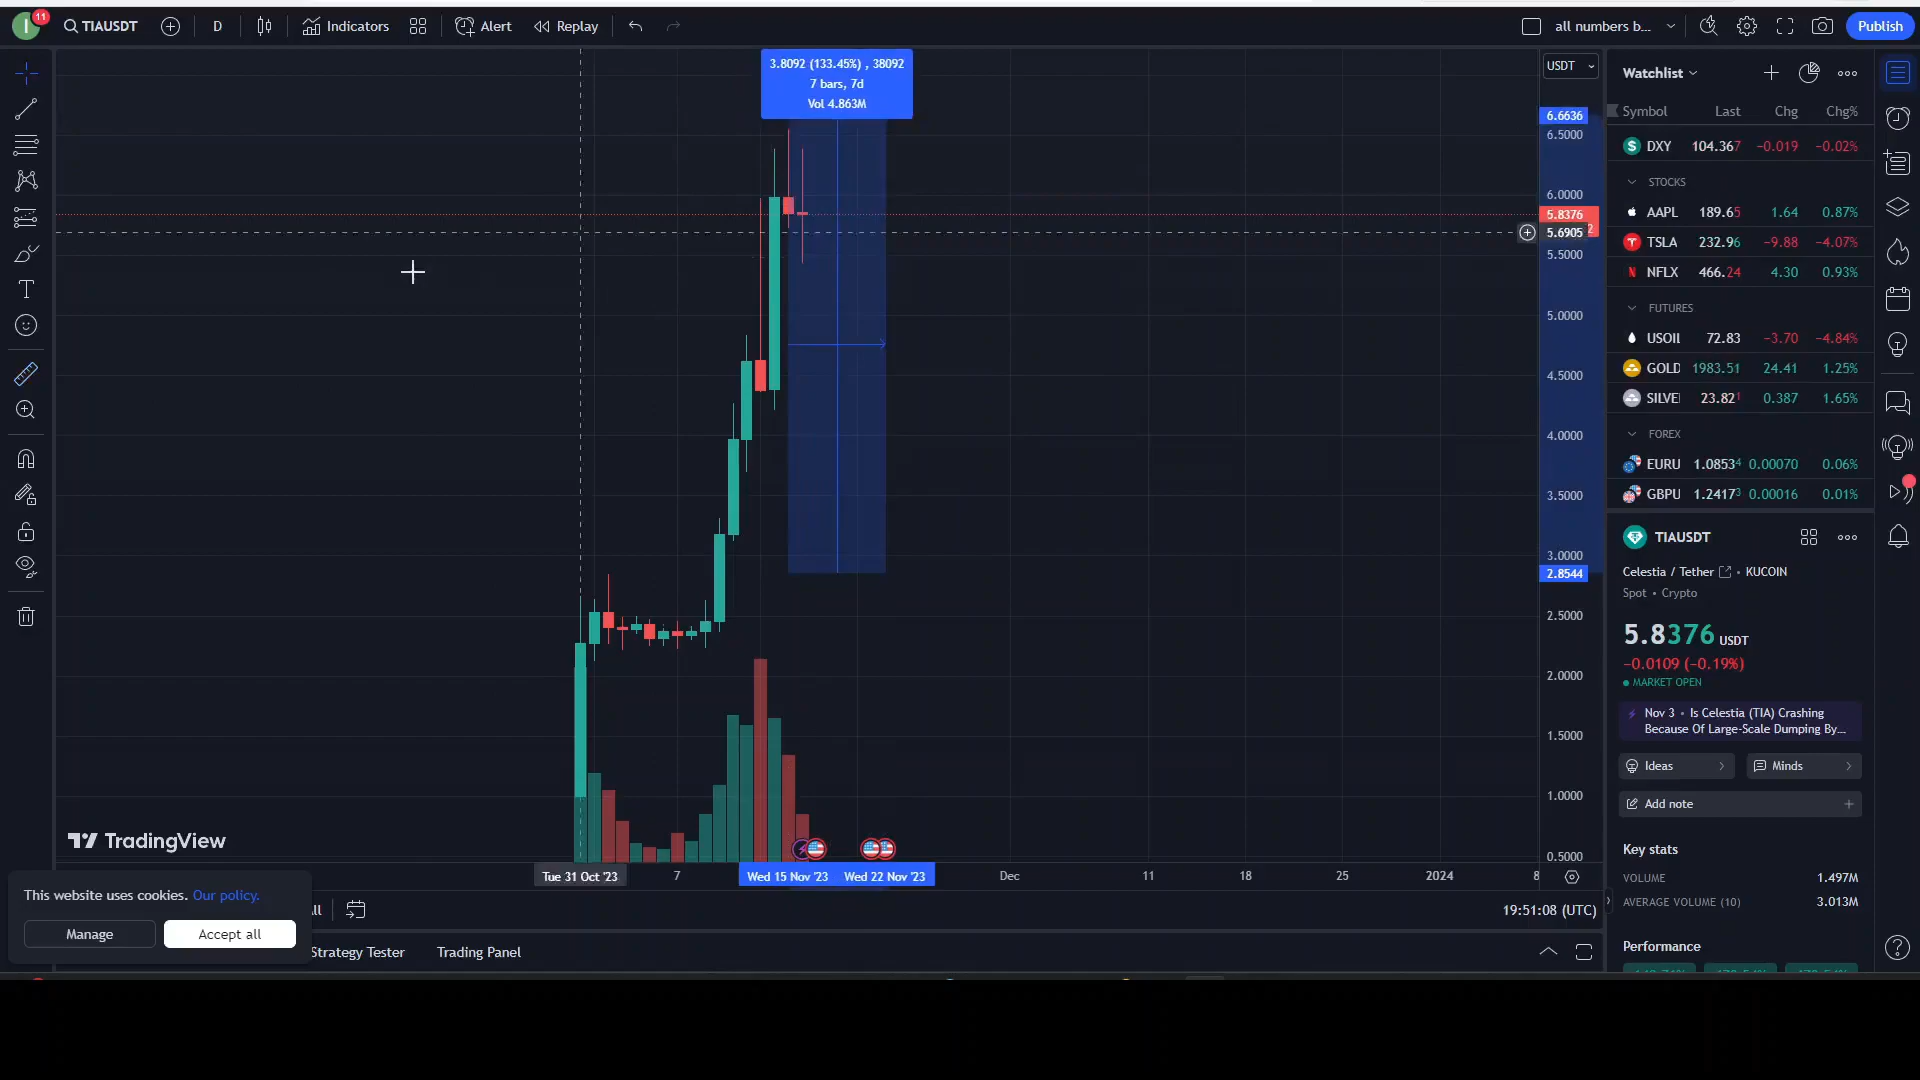 I
11
TIAUSDT
D
Indicators
Alert
Replay
all numbers b...
Publish
3.8092 (133.45%) , 38092
7 bars, 7d
Vol 4.863M
USDT
6.6636
6.5000
6.0000
5.8376
5.6905
2
5.5000
5.0000
4.5000
4.0000
3.5000
3.0000
2.8544
2.5000
2.0000
1.5000
1.0000
0.5000
TradingView
Tue 31 Oct '23
7
Wed 15 Nov '23
Wed 22 Nov '23
Dec
11
18
25
2024
8
This website uses cookies. Our policy.
Manage
Accept all
19:51:08 (UTC)
Strategy Tester
Trading Panel
Watchlist
Symbol Last Chg Chg%
DXY 104.367 −0.019 −0.02%
STOCKS
AAPL 189.65 1.64 0.87%
TSLA 232.96 −9.88 −4.07%
NFLX 466.24 4.30 0.93%
FUTURES
USOIL 72.83 −3.70 −4.84%
GOLD 1983.51 24.41 1.25%
SILVE 23.821 0.387 1.65%
FOREX
EURU 1.08534 0.00070 0.06%
GBPU 1.24173 0.00016 0.01%
TIAUSDT
Celestia / Tether • KUCOIN
Spot • Crypto
5.8376 USDT
−0.0109 (−0.19%)
MARKET OPEN
Nov 3 • Is Celestia (TIA) Crashing
Because Of Large-Scale Dumping By...
Ideas
Minds
Add note
Key stats
VOLUME 1.497M
AVERAGE VOLUME (10) 3.013M
Performance